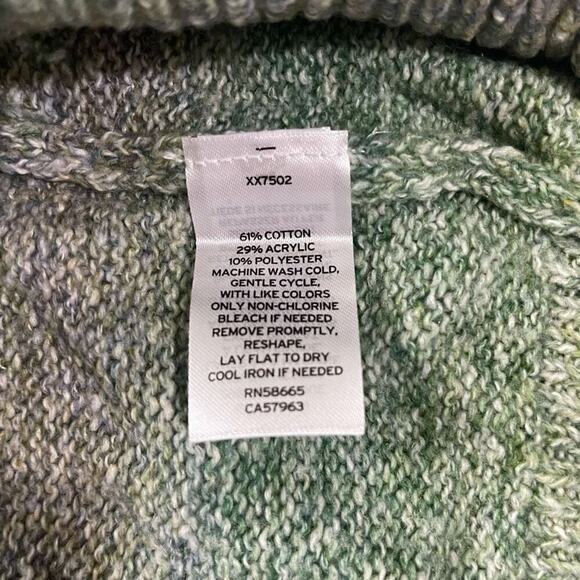 XX7502
61% COTTON
29% ACRYLIC
10% POLYESTER
MACHINE WASH COLD,
GENTLE CYCLE,
WITH LIKE COLORS
ONLY NON-CHLORINE
BLEACH IF NEEDED
REMOVE PROMPTLY,
RESHAPE,
LAY FLAT TO DRY
COOL IRON IF NEEDED
RN58665
CA57963